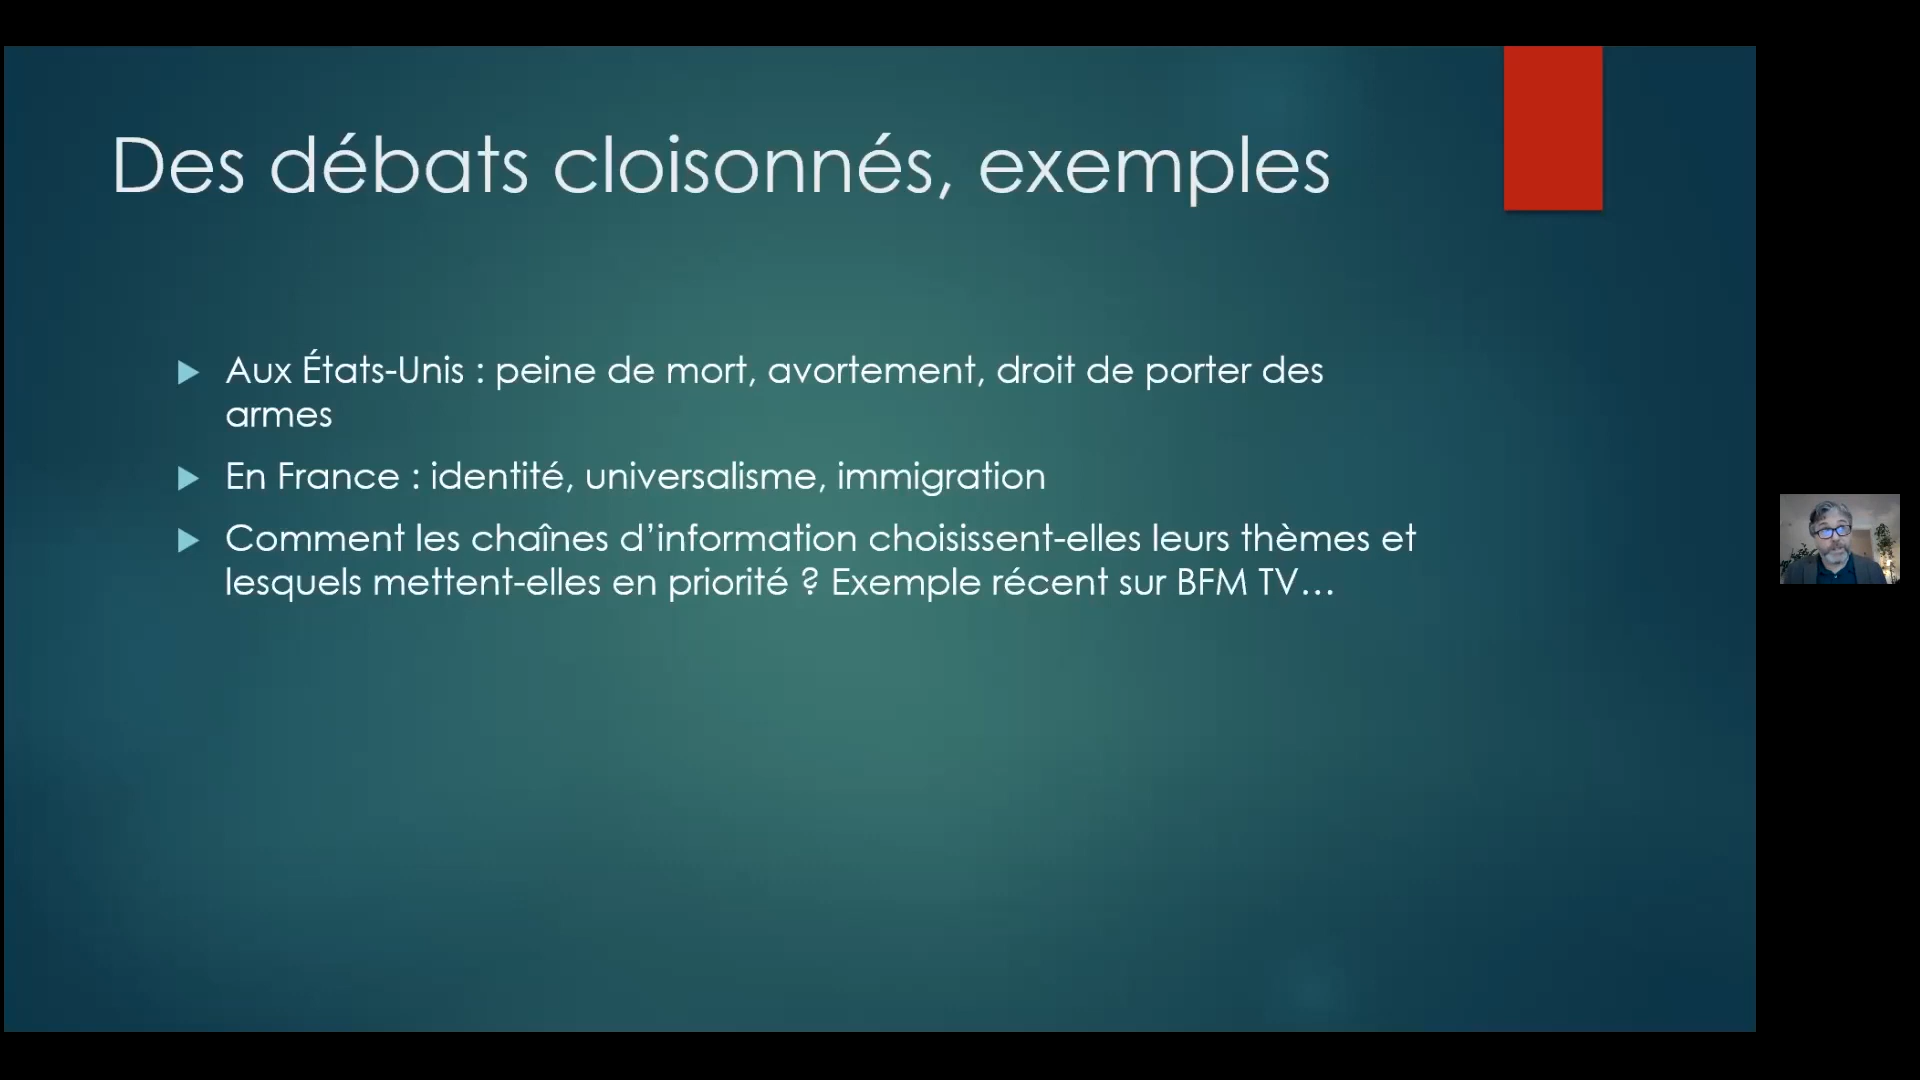 Des débats cloisonnés, exemples
Aux États-Unis : peine de mort, avortement, droit de porter des
armes
En France : identité, universalisme, immigration
Comment les chaînes d’information choisissent-elles leurs thèmes et
lesquels mettent-elles en priorité ? Exemple récent sur BFM TV…